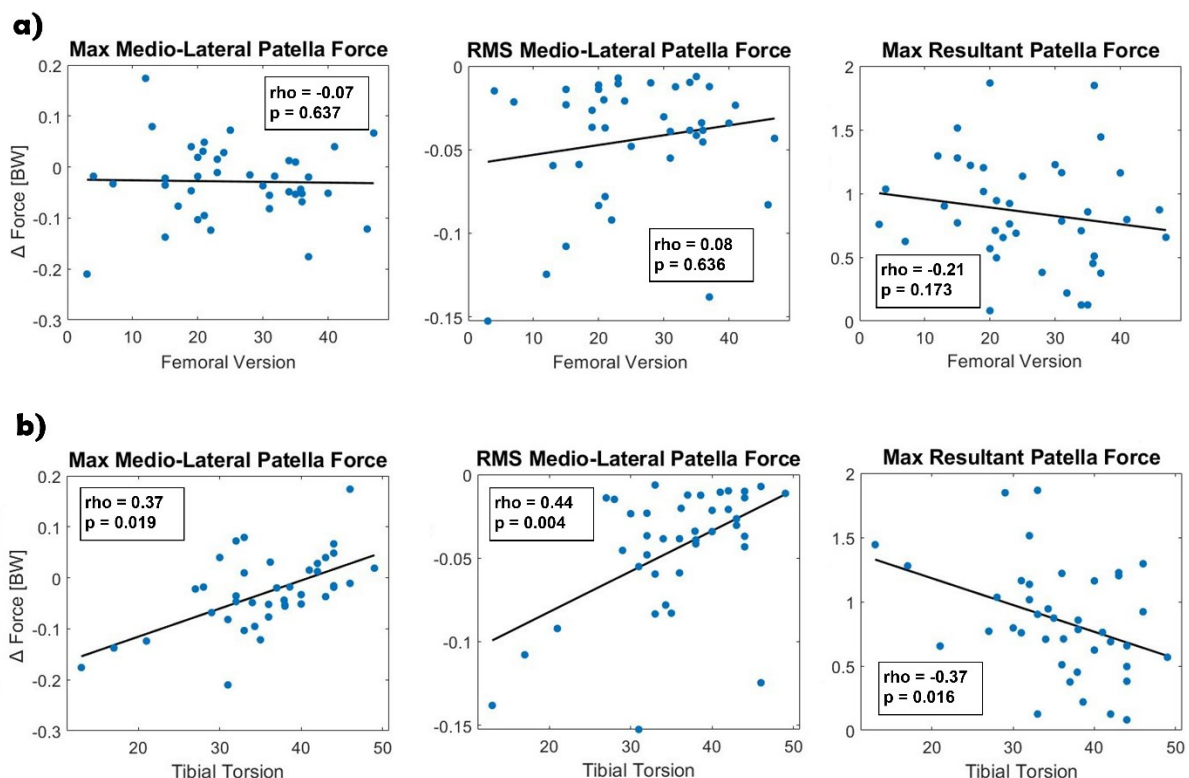 a)
Max Medio-Lateral Patella Force
RMS Medio-Lateral Patella Force
Max Resultant Patella Force
Δ Force [BW]
0.2
0.1
0
-0.1
-0.2
-0.3
rho = -0.07
p = 0.637
0 10 20 30 40
Femoral Version
0
-0.05
-0.1
-0.15
rho = 0.08
p = 0.636
0 10 20 30 40
Femoral Version
2
1.5
1
0.5
0
rho = -0.21
p = 0.173
0 10 20 30 40
Femoral Version
b)
Max Medio-Lateral Patella Force
RMS Medio-Lateral Patella Force
Max Resultant Patella Force
Δ Force [BW]
0.2
0.1
0
-0.1
-0.2
-0.3
rho = 0.37
p = 0.019
20 30 40 50
Tibial Torsion
0
-0.05
-0.1
-0.15
rho = 0.44
p = 0.004
20 30 40 50
Tibial Torsion
2
1.5
1
0.5
0
rho = -0.37
p = 0.016
20 30 40 50
Tibial Torsion